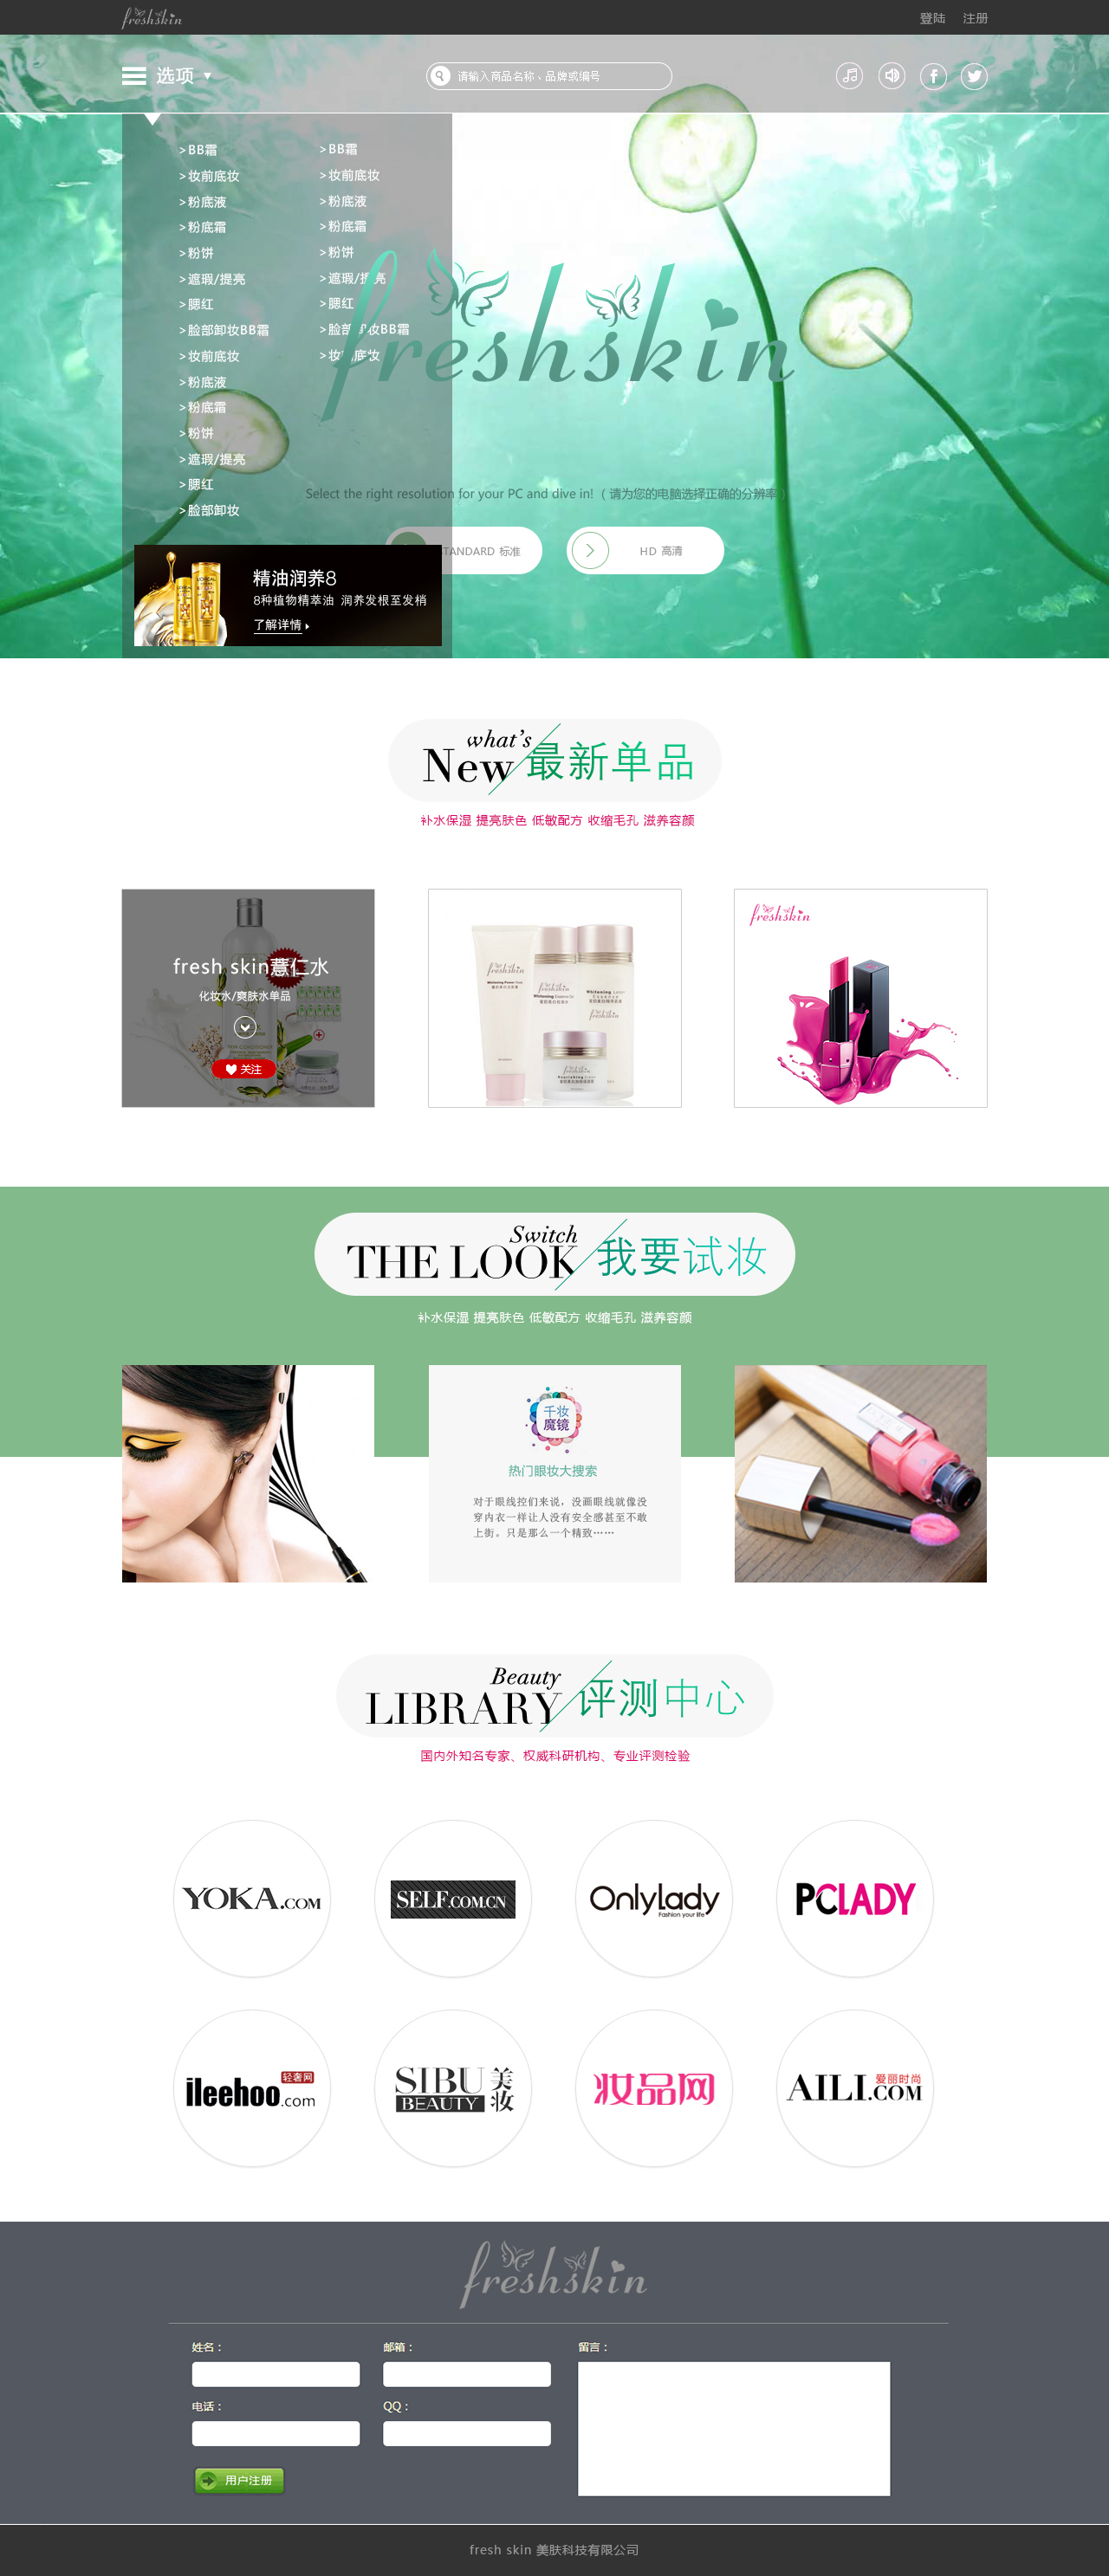 freshskin
登陆 注册
选项
请输入商品名称、品牌或编号
>BB霜
>妆前底妆
>粉底液
>粉底霜
>粉饼
>遮瑕/提亮
>腮红
>脸部卸妆BB霜
>妆前底妆
>粉底液
>粉底霜
>粉饼
>遮瑕/提亮
>腮红
>脸部卸妆
>BB霜
>妆前底妆
>粉底液
>粉底霜
>粉饼
>遮瑕/提亮
>腮红
>脸部卸妆BB霜
>妆前底妆
freshskin
Select the right resolution for your PC and dive in! ( 请为您的电脑选择正确的分辨率 )
STANDARD 标准
HD 高清
精油润养8
8种植物精萃油 润养发根至发梢
了解详情
what's
New 最新单品
补水保湿 提亮肤色 低敏配方 收缩毛孔 滋养容颜
fresh skin薏仁水
化妆水/爽肤水单品
关注
freshskin
freshskin
freshskin
freshskin
Switch
THE LOOK 我要试妆
补水保湿 提亮肤色 低敏配方 收缩毛孔 滋养容颜
千妆
魔镜
热门眼妆大搜索
对于眼线控们来说，没画眼线就像没
穿内衣一样让人没有安全感甚至不敢
上街。只是那么一个精致……
Beauty
LIBRARY 评测中心
国内外知名专家、权威科研机构、专业评测检验
YOKA.COM
SELF.COM.CN
Onlylady
Fashion your life
PCLADY
ileehoo.com
轻奢网
SIBU
BEAUTY
美妆
妆品网
爱丽时尚
AILI.COM
freshskin
姓名：
邮箱：
留言：
电话：
QQ：
用户注册
fresh skin 美肤科技有限公司